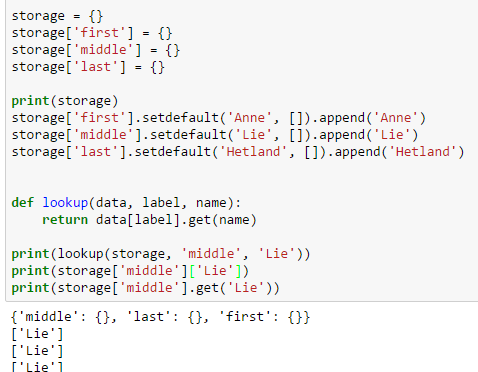 storage = {}
storage['first'] = {}
storage['middle'] = {}
storage['last'] = {}
print(storage)
storage['first'].setdefault('Anne', []).append('Anne')
storage['middle'].setdefault('Lie', []).append('Lie')
storage['last'].setdefault('Hetland', []).append('Hetland')
def lookup(data, label, name):
    return data[label].get(name)
print(lookup(storage, 'middle', 'Lie'))
print(storage['middle']['Lie'])
print(storage['middle'].get('Lie'))
{'middle': {}, 'last': {}, 'first': {}}
['Lie']
['Lie']
['Lie']